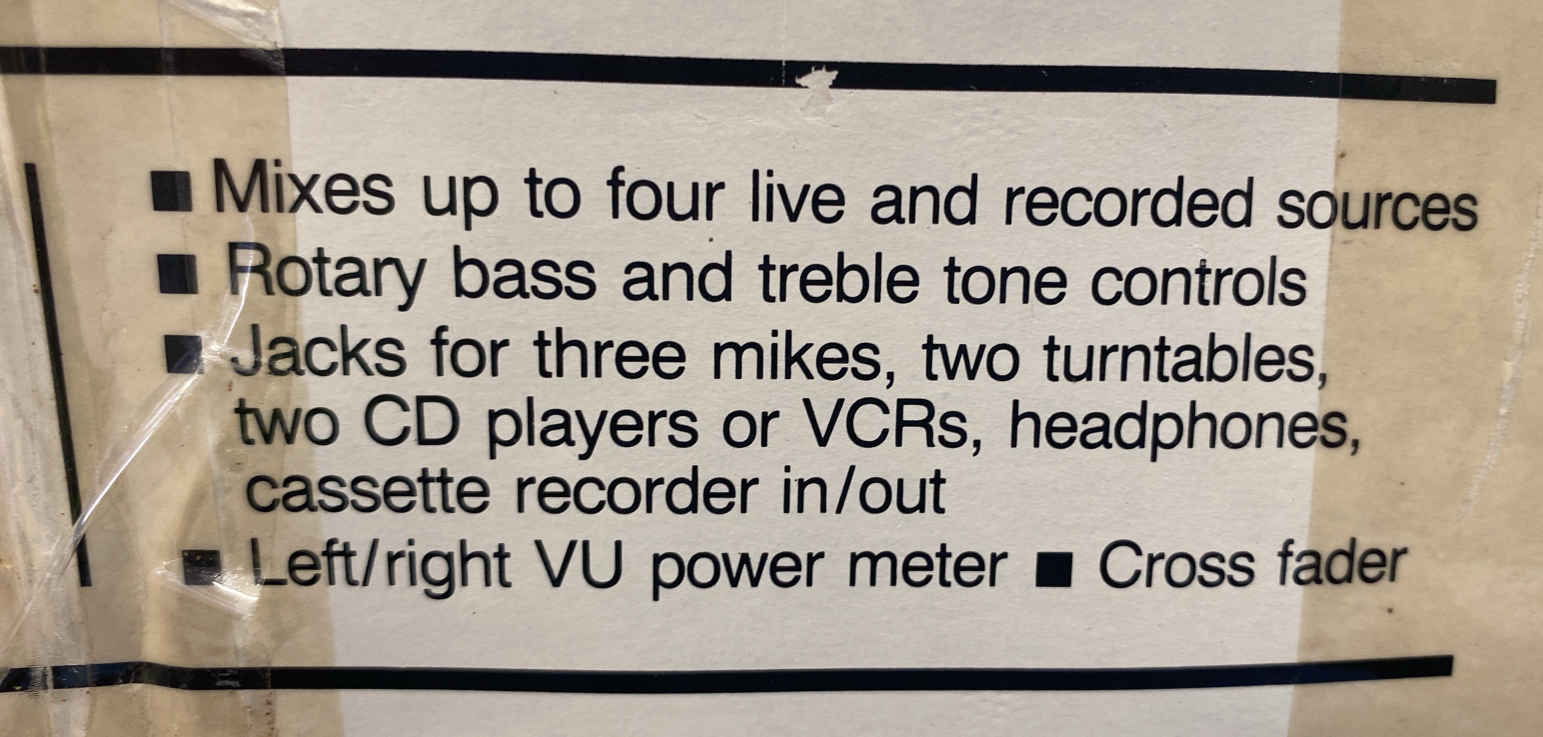 ■ Mixes up to four live and recorded sources
■ Rotary bass and treble tone controls
■ Jacks for three mikes, two turntables,
two CD players or VCRs, headphones,
cassette recorder in/out
■ Left/right VU power meter ■ Cross fader